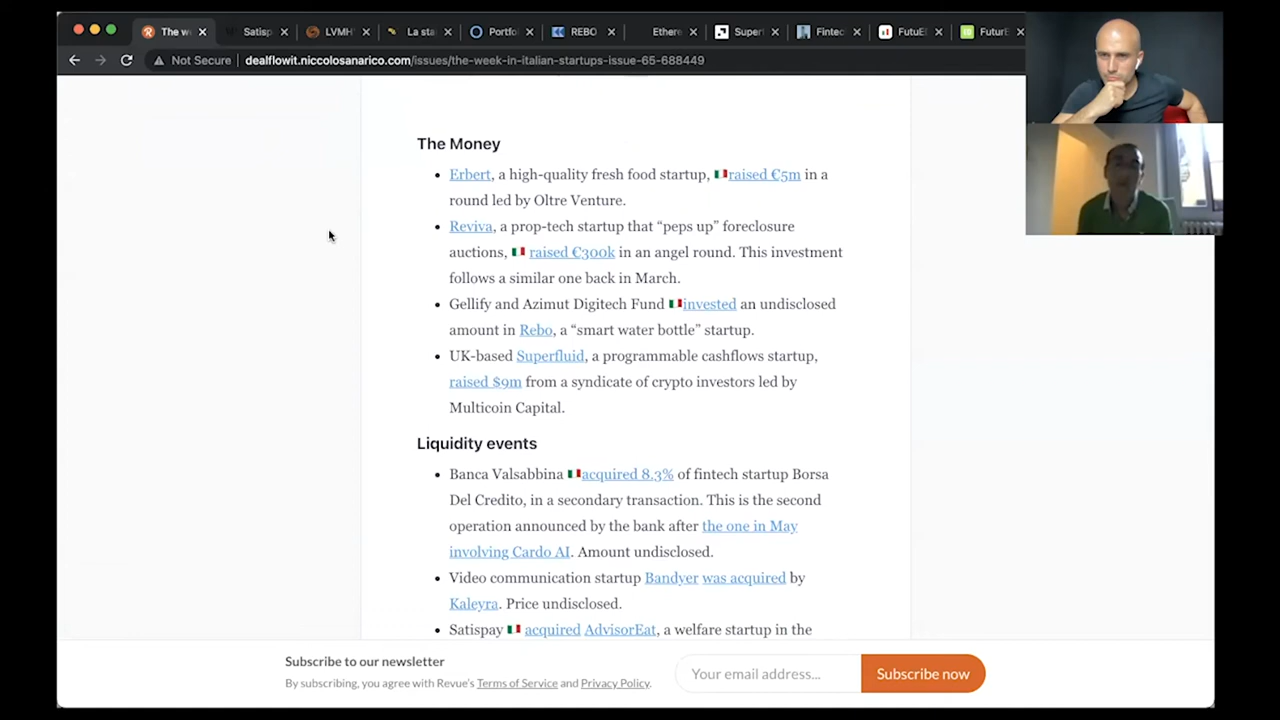 The w
Satisp
LVMH
La sta
Portfo
REBO
Ethere
Superf
Fintec
FutuEl
FuturE
Not Secure
dealflowit.niccolosanarico.com/issues/the-week-in-italian-startups-issue-65-688449
The Money
Erbert, a high-quality fresh food startup, raised €5m in a
round led by Oltre Venture.
Reviva, a prop-tech startup that “peps up” foreclosure
auctions, raised €300k in an angel round. This investment
follows a similar one back in March.
Gellify and Azimut Digitech Fund invested an undisclosed
amount in Rebo, a “smart water bottle” startup.
UK-based Superfluid, a programmable cashflows startup,
raised $9m from a syndicate of crypto investors led by
Multicoin Capital.
Liquidity events
Banca Valsabbina acquired 8.3% of fintech startup Borsa
Del Credito, in a secondary transaction. This is the second
operation announced by the bank after the one in May
involving Cardo AI. Amount undisclosed.
Video communication startup Bandyer was acquired by
Kaleyra. Price undisclosed.
Satispay acquired AdvisorEat, a welfare startup in the
Subscribe to our newsletter
By subscribing, you agree with Revue’s Terms of Service and Privacy Policy.
Your email address...
Subscribe now